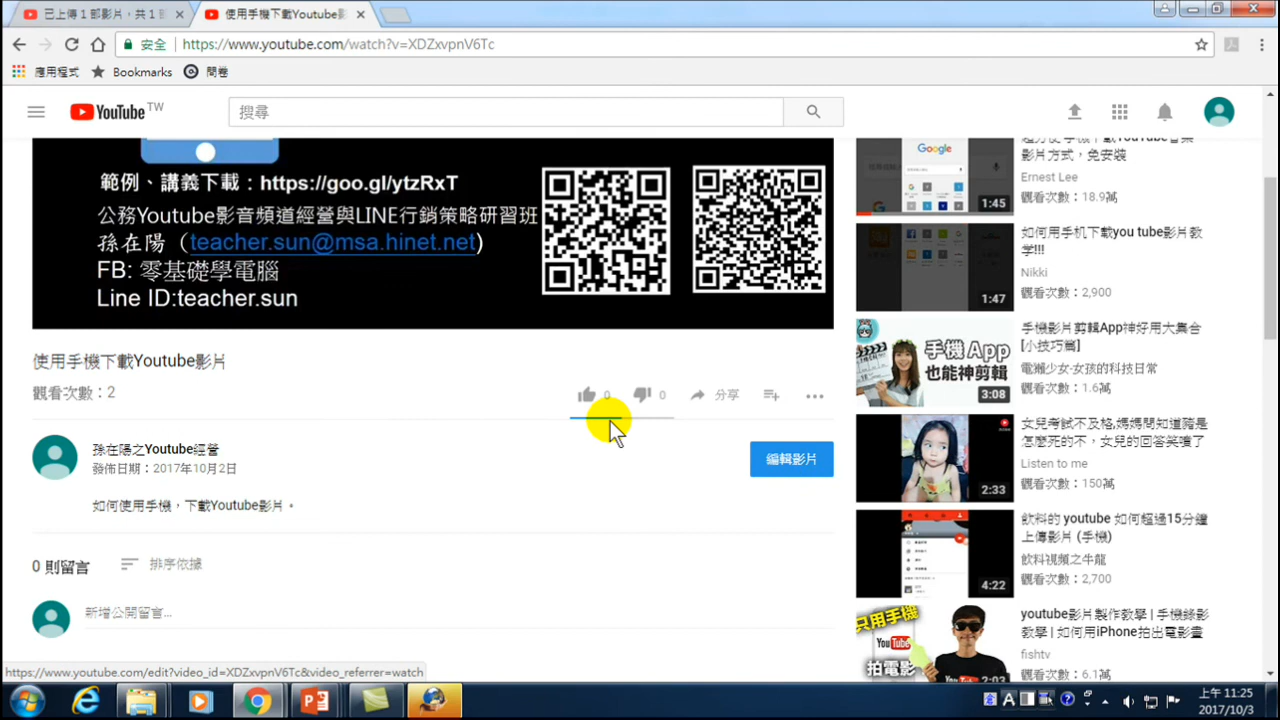 已上傳 1 部影片，共 1 部
使用手機下載Youtube影
安全 https://www.youtube.com/watch?v=XDZxvpnV6Tc
應用程式 Bookmarks 問卷
YouTube TW
搜尋
範例、講義下載：https://goo.gl/ytzRxT
公務Youtube影音頻道經營與LINE行銷策略研習班
孫在陽（teacher.sun@msa.hinet.net)
FB: 零基礎學電腦
Line ID:teacher.sun
使用手機下載Youtube影片
觀看次數：2
0 0 分享
孫在陽之Youtube經營
發佈日期：2017年10月2日
編輯影片
如何使用手機，下載Youtube影片。
0 則留言 排序依據
新增公開留言...
Google
影片方式，免安裝
Ernest Lee
觀看次數：18.9萬
1:45
如何用手机下载you tube影片教
学!!!
Nikki
觀看次數：2,900
1:47
手機App
也能神剪輯
3:08
手機影片剪輯App神好用大集合
[小技巧篇]
電獺少女-女孩的科技日常
觀看次數：1.6萬
2:33
女兒考試不及格,媽媽問知道豬是
怎麼死的不，女兒的回答笑噴了
Listen to me
觀看次數：150萬
4:22
飲料的 youtube 如何超過15分鐘
上傳影片 (手機)
飲料視頻之牛龍
觀看次數：2,700
只用手機
YouTube
拍電影
2:03
youtube影片製作教學 | 手機錄影
教學 | 如何用iPhone拍出電影畫
fishtv
觀看次數：6.1萬
https://www.youtube.com/edit?video_id=XDZxvpnV6Tc&video_referrer=watch
上午 11:25
2017/10/3